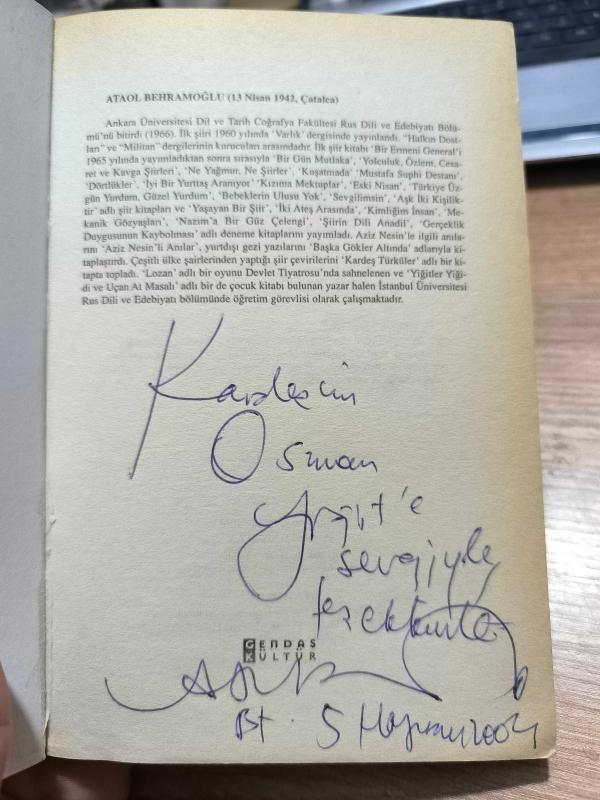 ATAOL BEHRAMOĞLU (13 Nisan 1942, Çatalca)
Ankara Üniversitesi Dil ve Tarih Coğrafya Fakültesi Rus Dili ve Edebiyatı Bölü-
mü'nü bitirdi (1966). İlk şiiri 1960 yılında 'Varlık' dergisinde yayınlandı. "Halkın Dost-
ları" ve "Militan" dergilerinin kurucuları arasındadır. İlk şiir kitabı 'Bir Ermeni General'i
1965 yılında yayımladıktan sonra sırasıyla 'Bir Gün Mutlaka', 'Yolculuk, Özlem, Cesa-
ret ve Kavga Şiirleri', 'Ne Yağmur, Ne Şiirler', 'Kuşatmada' 'Mustafa Suphi Destanı',
'Dörtlükler', 'İyi Bir Yurttaş Aranıyor' 'Kızıma Mektuplar', 'Eski Nisan', 'Türkiye Üz-
gün Yurdum, Güzel Yurdum', 'Bebeklerin Ulusu Yok', 'Sevgilimsin', 'Aşk İki Kişilik-
tir' adlı şiir kitapları ve 'Yaşayan Bir Şiir', 'İki Ateş Arasında', 'Kimliğim İnsan', 'Me-
kanik Gözyaşları', 'Nazım'a Bir Güz Çelengi', 'Şiirin Dili Anadil', 'Gerçeklik
Duygusunun Kaybolması' adlı deneme kitaplarını yayımladı. Aziz Nesin'le ilgili anıla-
rını 'Aziz Nesin'li Anılar', yurtdışı gezi yazılarını 'Başka Gökler Altında' adlarıyla ki-
taplaştırdı. Çeşitli ülke şairlerinden yaptığı şiir çevirilerini 'Kardeş Türküler' adlı bir ki-
tapta topladı. 'Lozan' adlı bir oyunu Devlet Tiyatrosu'nda sahnelenen ve 'Yiğitler Yiği-
di ve Uçan At Masalı' adlı bir de çocuk kitabı bulunan yazar halen İstanbul Üniversitesi
Rus Dili ve Edebiyatı bölümünde öğretim görevlisi olarak çalışmaktadır.
Kardeşim
Osman
Yiğit'e
sevgiyle
teşekkürle
GENDAŞ
KÜLTÜR
5 Haziran 2004